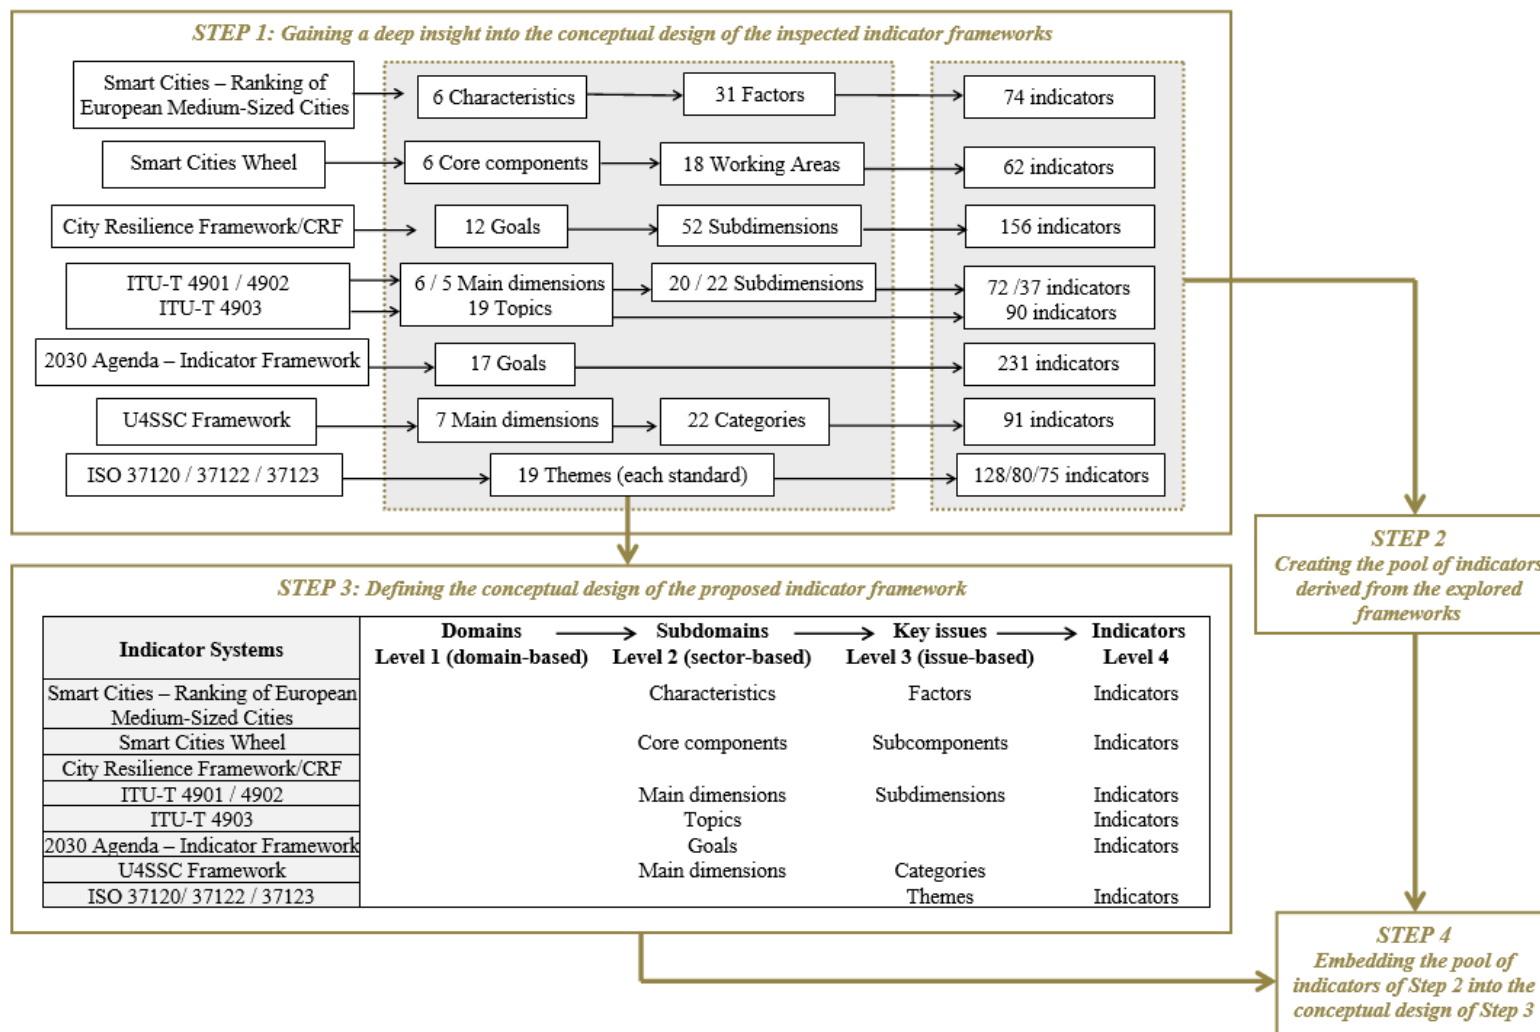 STEP 1: Gaining a deep insight into the conceptual design of the inspected indicator frameworks
Smart Cities – Ranking of
European Medium-Sized Cities
6 Characteristics
31 Factors
74 indicators
Smart Cities Wheel
6 Core components
18 Working Areas
62 indicators
City Resilience Framework/CRF
12 Goals
52 Subdimensions
156 indicators
ITU-T 4901 / 4902
ITU-T 4903
6 / 5 Main dimensions
19 Topics
20 / 22 Subdimensions
72 /37 indicators
90 indicators
2030 Agenda – Indicator Framework
17 Goals
231 indicators
U4SSC Framework
7 Main dimensions
22 Categories
91 indicators
ISO 37120 / 37122 / 37123
19 Themes (each standard)
128/80/75 indicators
STEP 2
Creating the pool of indicators
derived from the explored
frameworks
STEP 3: Defining the conceptual design of the proposed indicator framework
Indicator Systems
Domains
Level 1 (domain-based)
Subdomains
Level 2 (sector-based)
Key issues
Level 3 (issue-based)
Indicators
Level 4
Smart Cities – Ranking of European
Medium-Sized Cities
Characteristics
Factors
Indicators
Smart Cities Wheel
Core components
Subcomponents
Indicators
City Resilience Framework/CRF
ITU-T 4901 / 4902
Main dimensions
Subdimensions
Indicators
ITU-T 4903
Topics
Indicators
2030 Agenda – Indicator Framework
Goals
Indicators
U4SSC Framework
Main dimensions
Categories
ISO 37120/ 37122 / 37123
Themes
Indicators
STEP 4
Embedding the pool of
indicators of Step 2 into the
conceptual design of Step 3